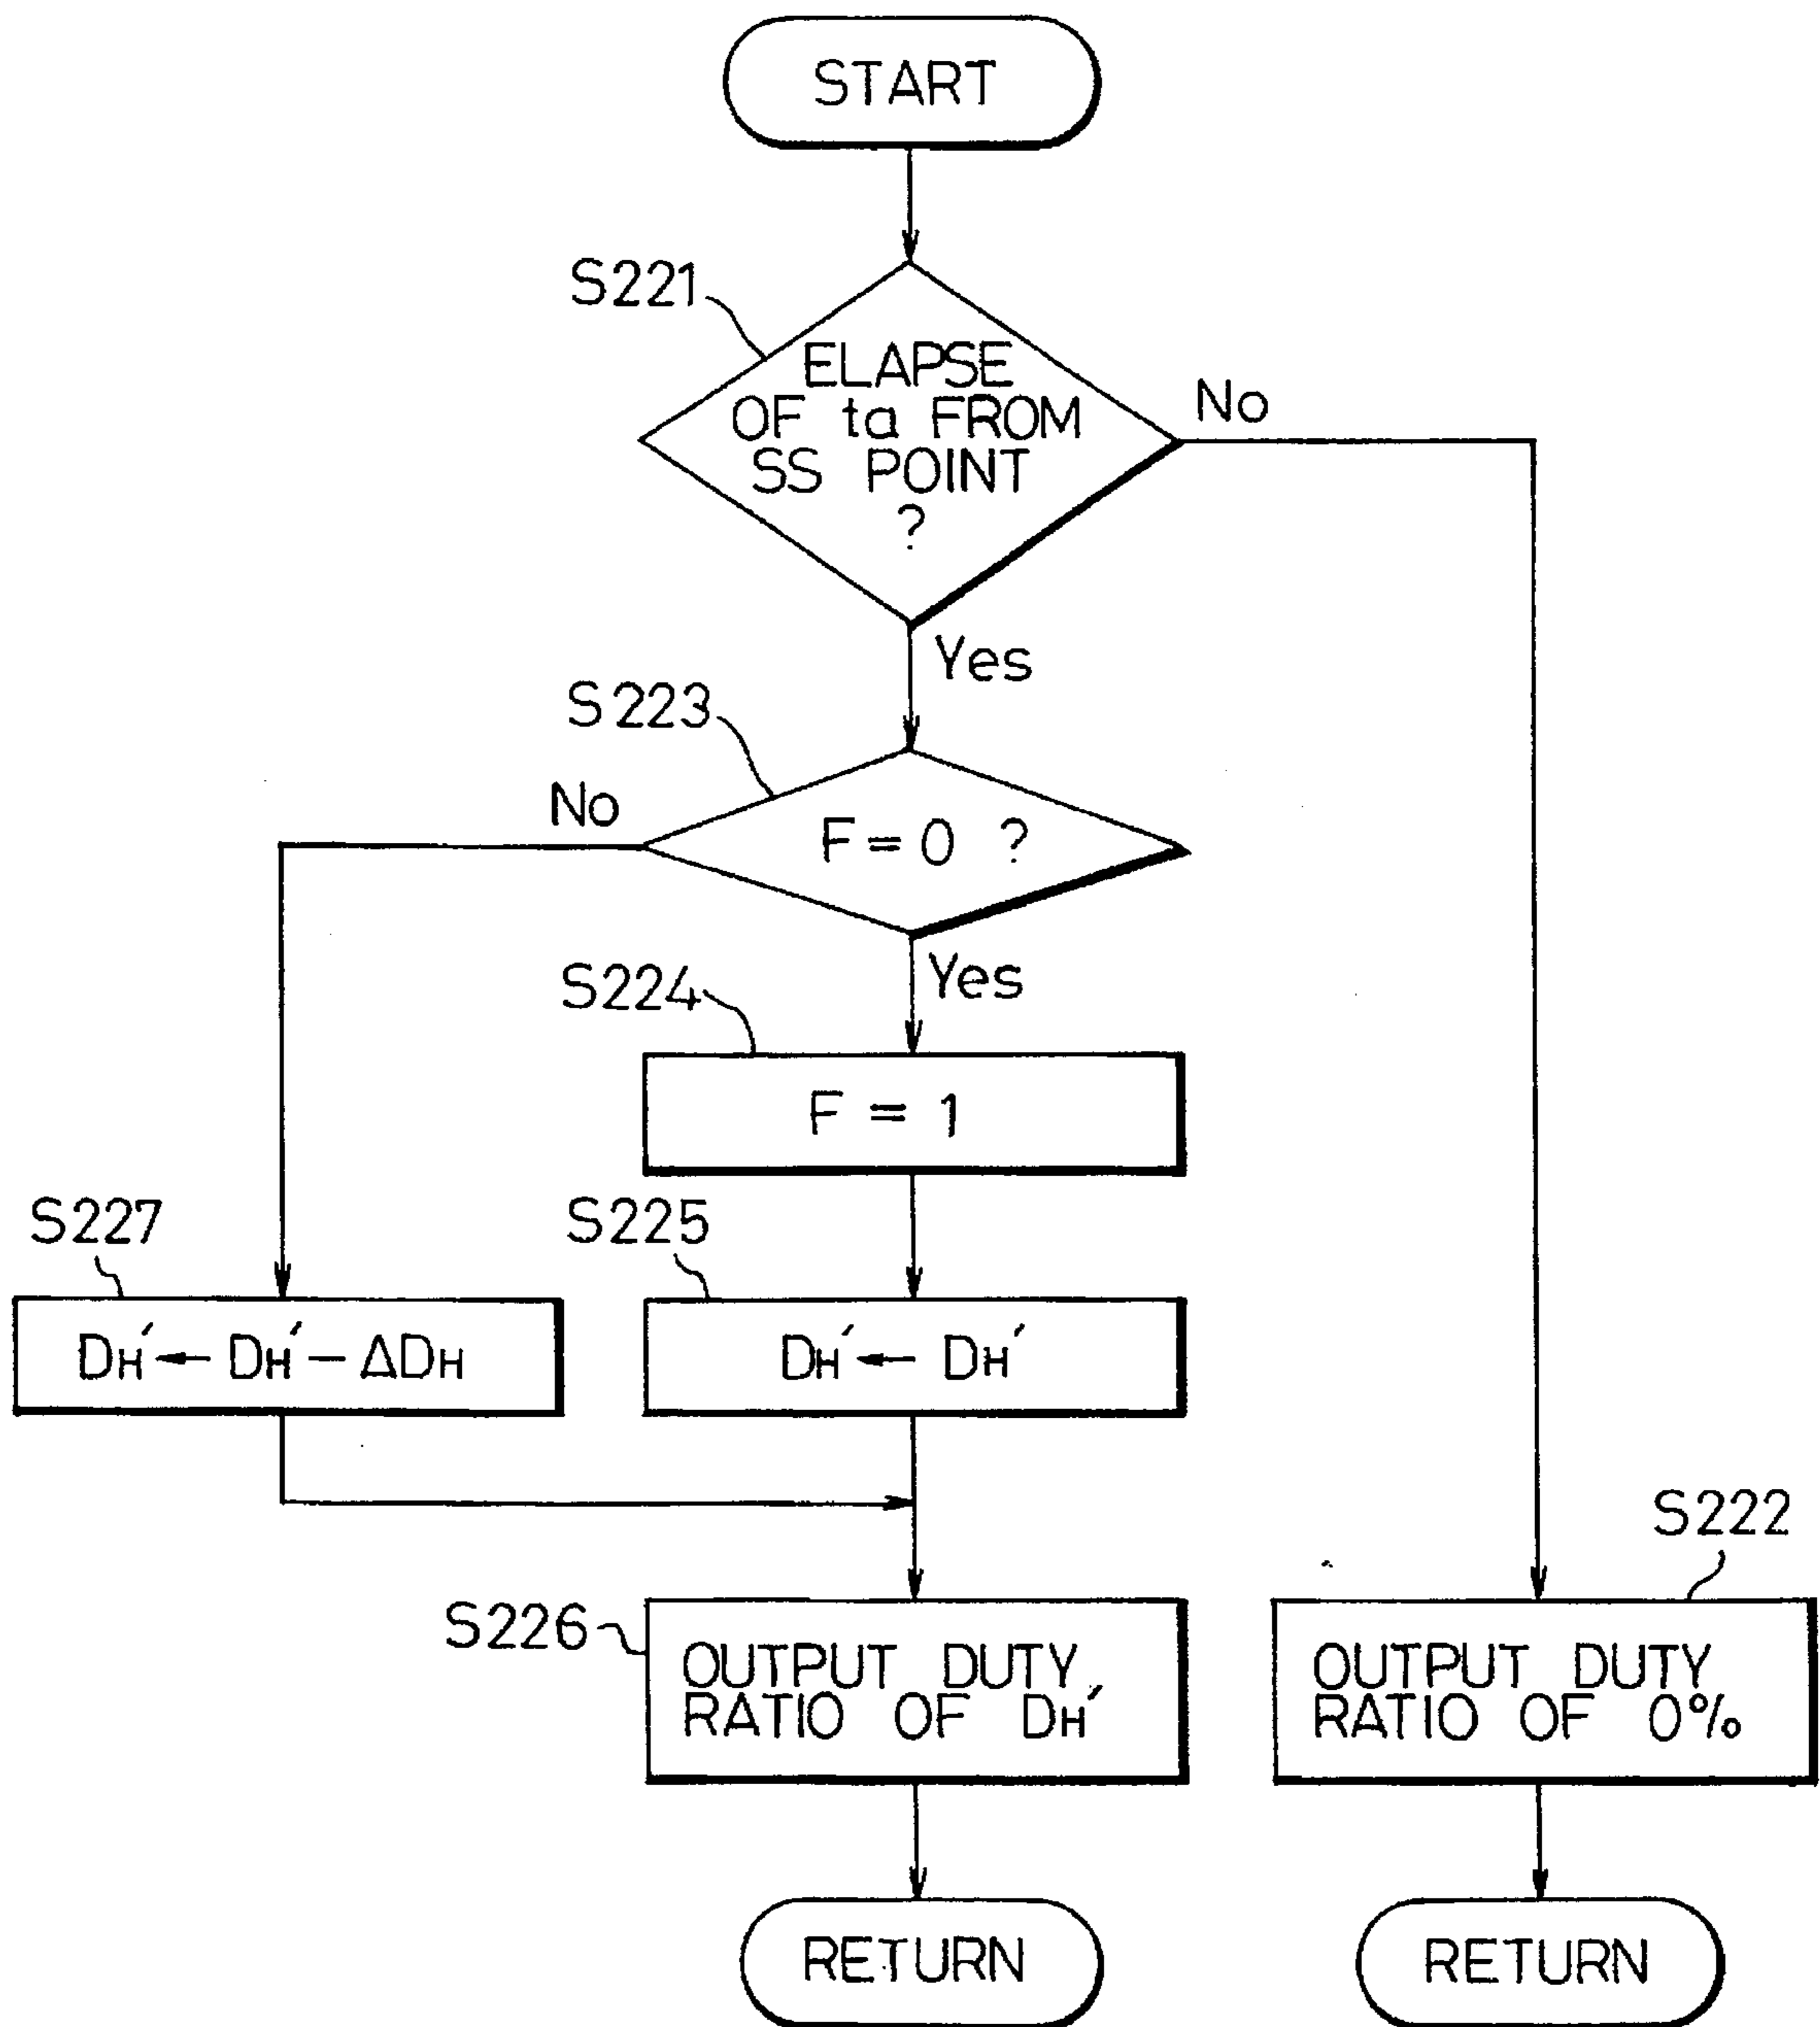 START
S221
ELAPSE
OF ta FROM
SS POINT
?
No
Yes
S223
No
F = 0 ?
Yes
S224
F = 1
S227
S225
DH′ ← DH′ − ΔDH
DH′ ← DH′
S222
S226
OUTPUT DUTY
RATIO OF DH′
OUTPUT DUTY
RATIO OF 0%
RETURN
RETURN